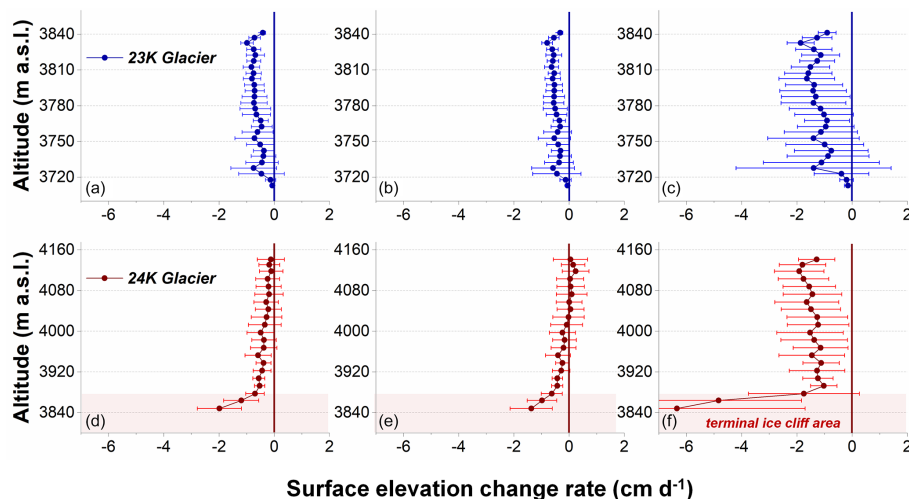 Altitude (m a.s.l.)
3840
3810
3780
3750
3720
23K Glacier
(a)
-6 -4 -2 0 2
3840
3810
3780
3750
3720
(b)
-6 -4 -2 0 2
3840
3810
3780
3750
3720
(c)
-6 -4 -2 0 2
Altitude (m a.s.l.)
4160
4080
4000
3920
3840
24K Glacier
(d)
-6 -4 -2 0 2
4160
4080
4000
3920
3840
(e)
-6 -4 -2 0 2
4160
4080
4000
3920
3840
(f)
terminal ice cliff area
-6 -4 -2 0 2
Surface elevation change rate (cm d⁻¹)